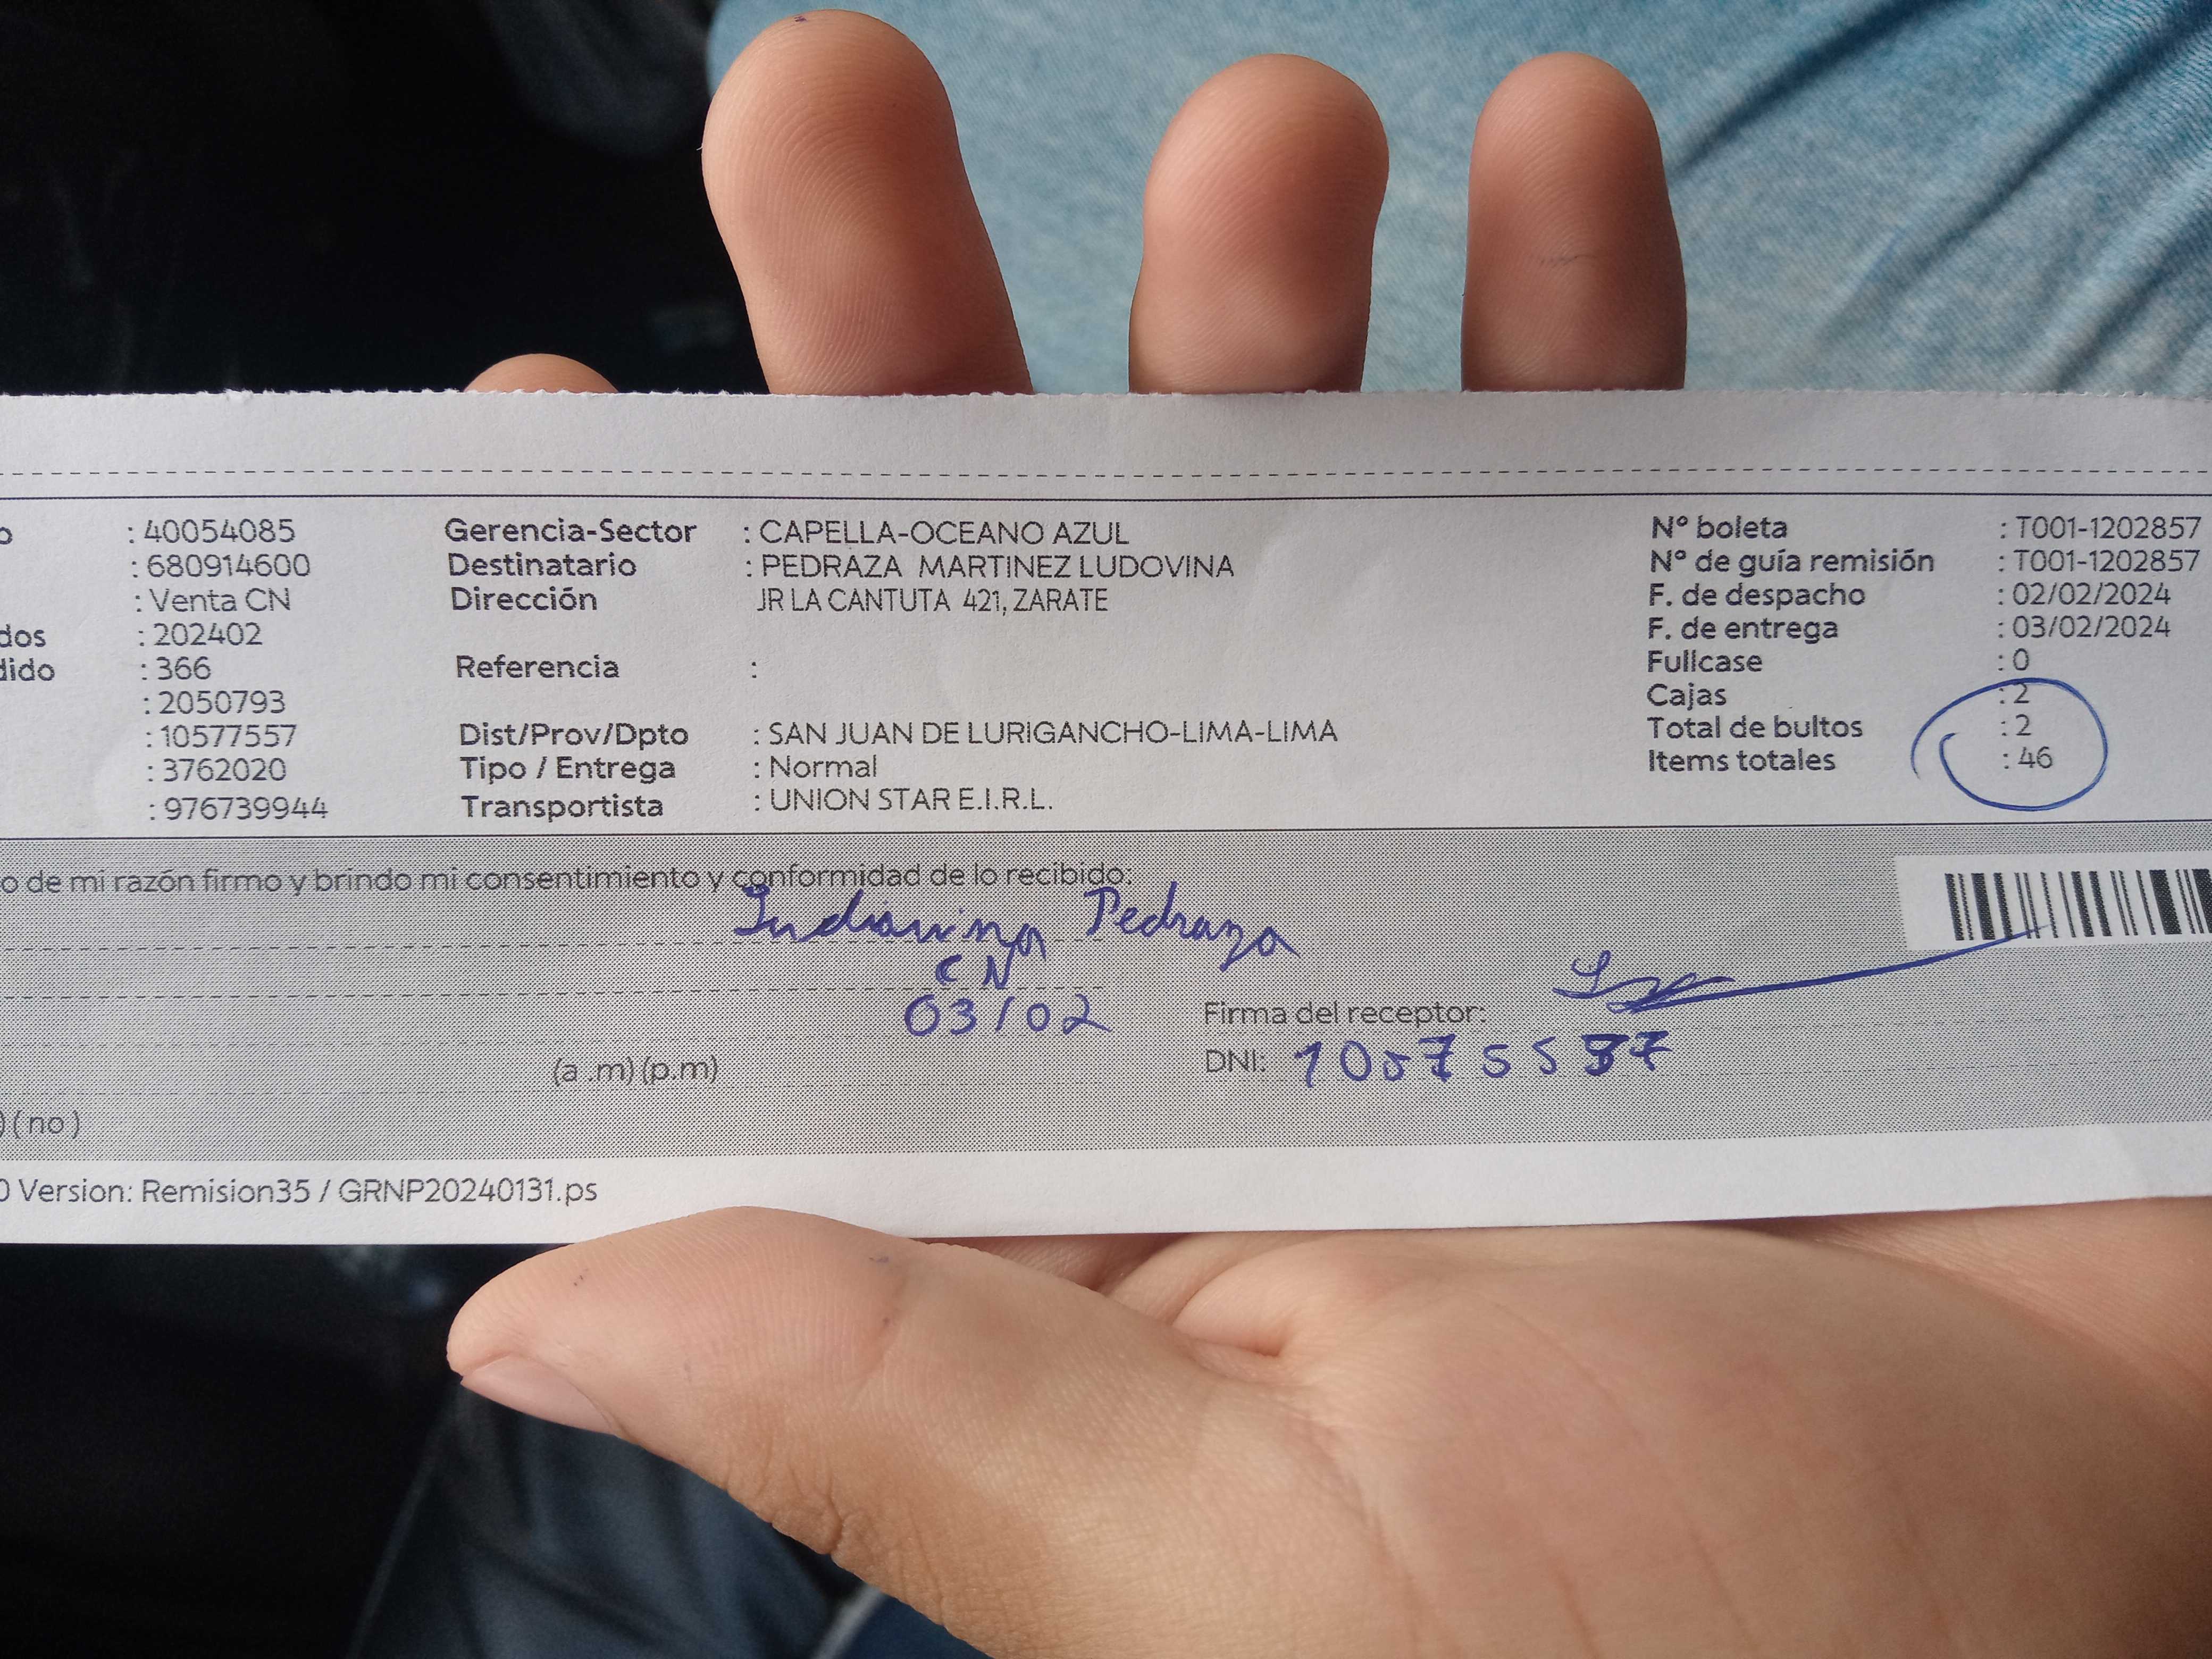 o : 40054085 Gerencia-Sector : CAPELLA-OCEANO AZUL Nº boleta : T001-1202857
: 680914600 Destinatario : PEDRAZA MARTINEZ LUDOVINA Nº de guía remisión : T001-1202857
: Venta CN Dirección JR LA CANTUTA 421, ZARATE F. de despacho : 02/02/2024
dos : 202402 F. de entrega : 03/02/2024
dido : 366 Referencia : Fullcase : 0
: 2050793 Cajas : 2
: 10577557 Dist/Prov/Dpto : SAN JUAN DE LURIGANCHO-LIMA-LIMA Total de bultos : 2
: 3762020 Tipo / Entrega : Normal Items totales : 46
: 976739944 Transportista : UNION STAR E.I.R.L.
o de mi razón firmo y brindo mi consentimiento y conformidad de lo recibido:
Pedraza
CN
03/02
Firma del receptor:
(a .m) (p.m) DNI:
) ( no )
0 Version: Remision35 / GRNP20240131.ps